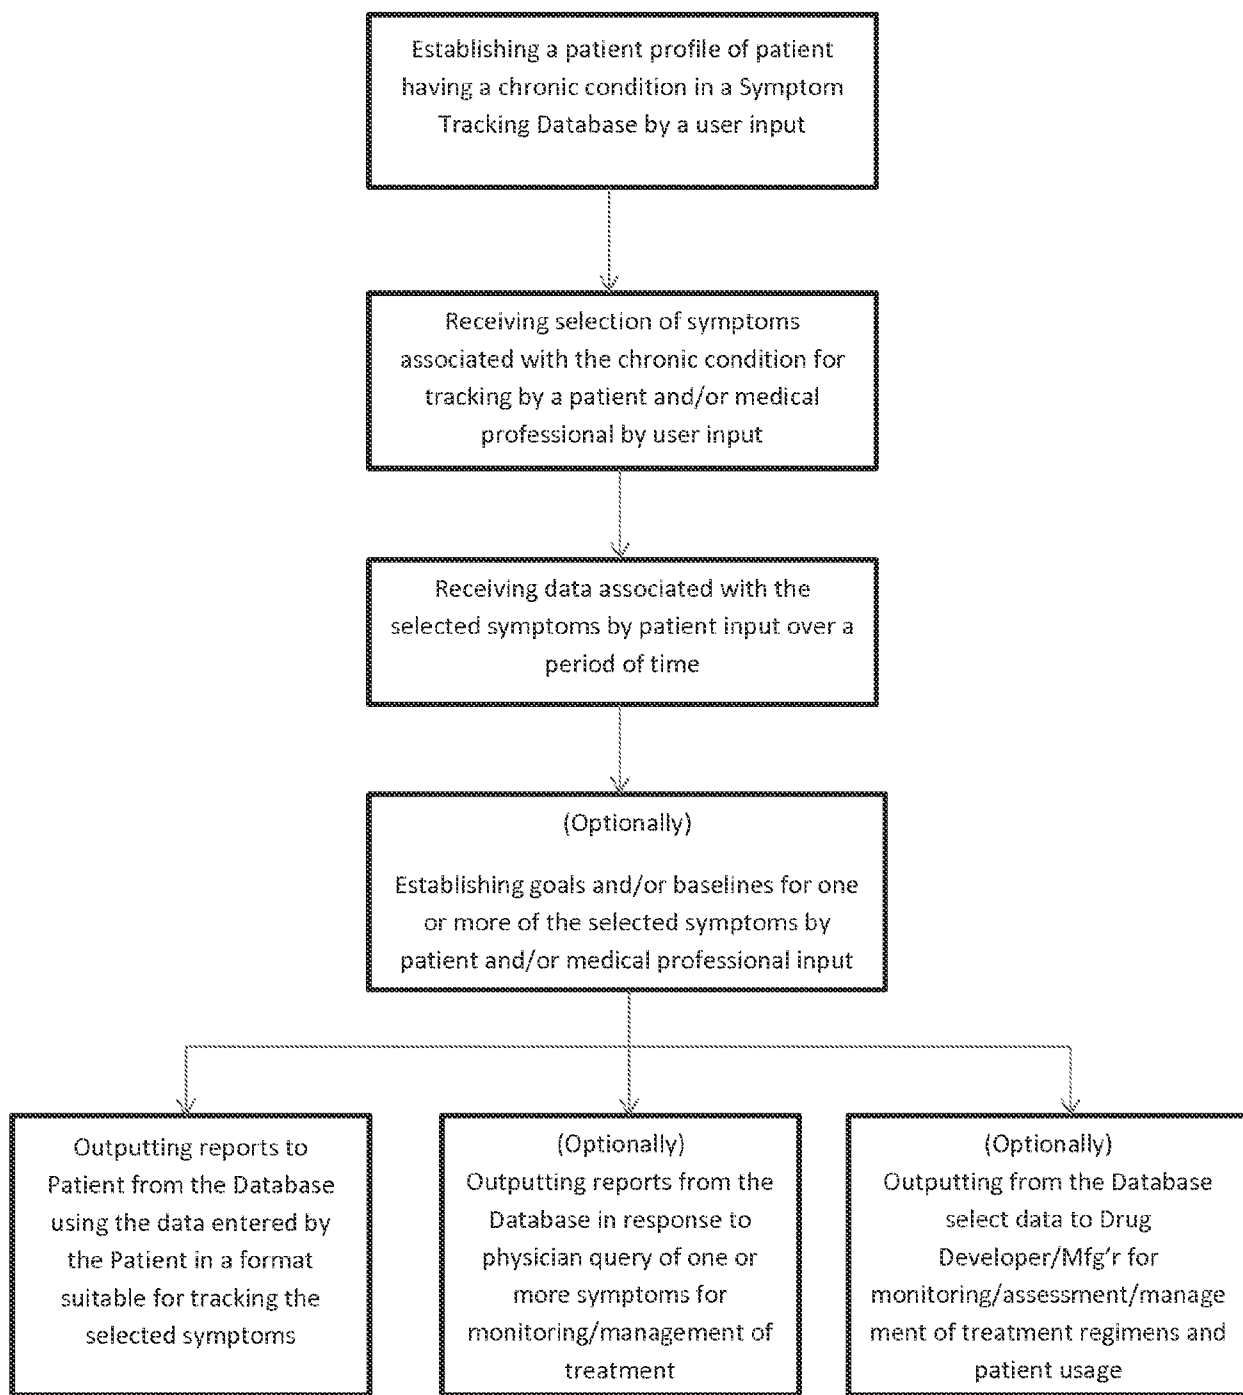 Establishing a patient profile of patient
having a chronic condition in a Symptom
Tracking Database by a user input
Receiving selection of symptoms
associated with the chronic condition for
tracking by a patient and/or medical
professional by user input
Receiving data associated with the
selected symptoms by patient input over a
period of time
(Optionally)
Establishing goals and/or baselines for one
or more of the selected symptoms by
patient and/or medical professional input
Outputting reports to
Patient from the Database
using the data entered by
the Patient in a format
suitable for tracking the
selected symptoms
(Optionally)
Outputting reports from the
Database in response to
physician query of one or
more symptoms for
monitoring/management of
treatment
(Optionally)
Outputting from the Database
select data to Drug
Developer/Mfg'r for
monitoring/assessment/manage
ment of treatment regimens and
patient usage